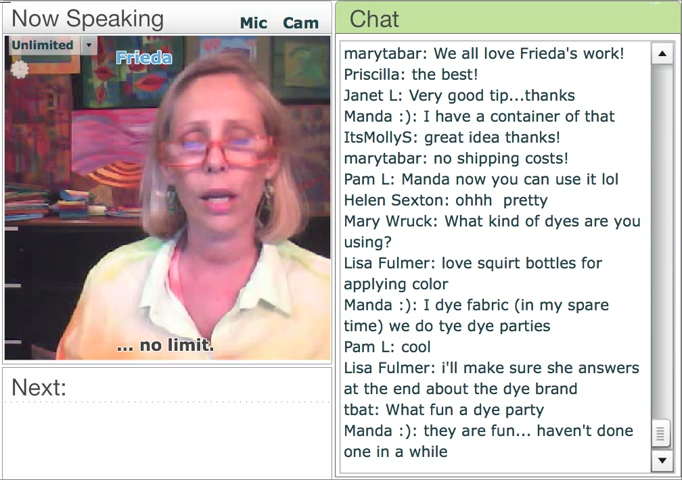 Now Speaking
Mic Cam
Unlimited
Frieda
... no limit.
Next:
Chat
marytabar: We all love Frieda's work!
Priscilla: the best!
Janet L: Very good tip...thanks
Manda :): I have a container of that
ItsMollyS: great idea thanks!
marytabar: no shipping costs!
Pam L: Manda now you can use it lol
Helen Sexton: ohhh  pretty
Mary Wruck: What kind of dyes are you
using?
Lisa Fulmer: love squirt bottles for
applying color
Manda :): I dye fabric (in my spare
time) we do tye dye parties
Pam L: cool
Lisa Fulmer: i'll make sure she answers
at the end about the dye brand
tbat: What fun a dye party
Manda :): they are fun... haven't done
one in a while